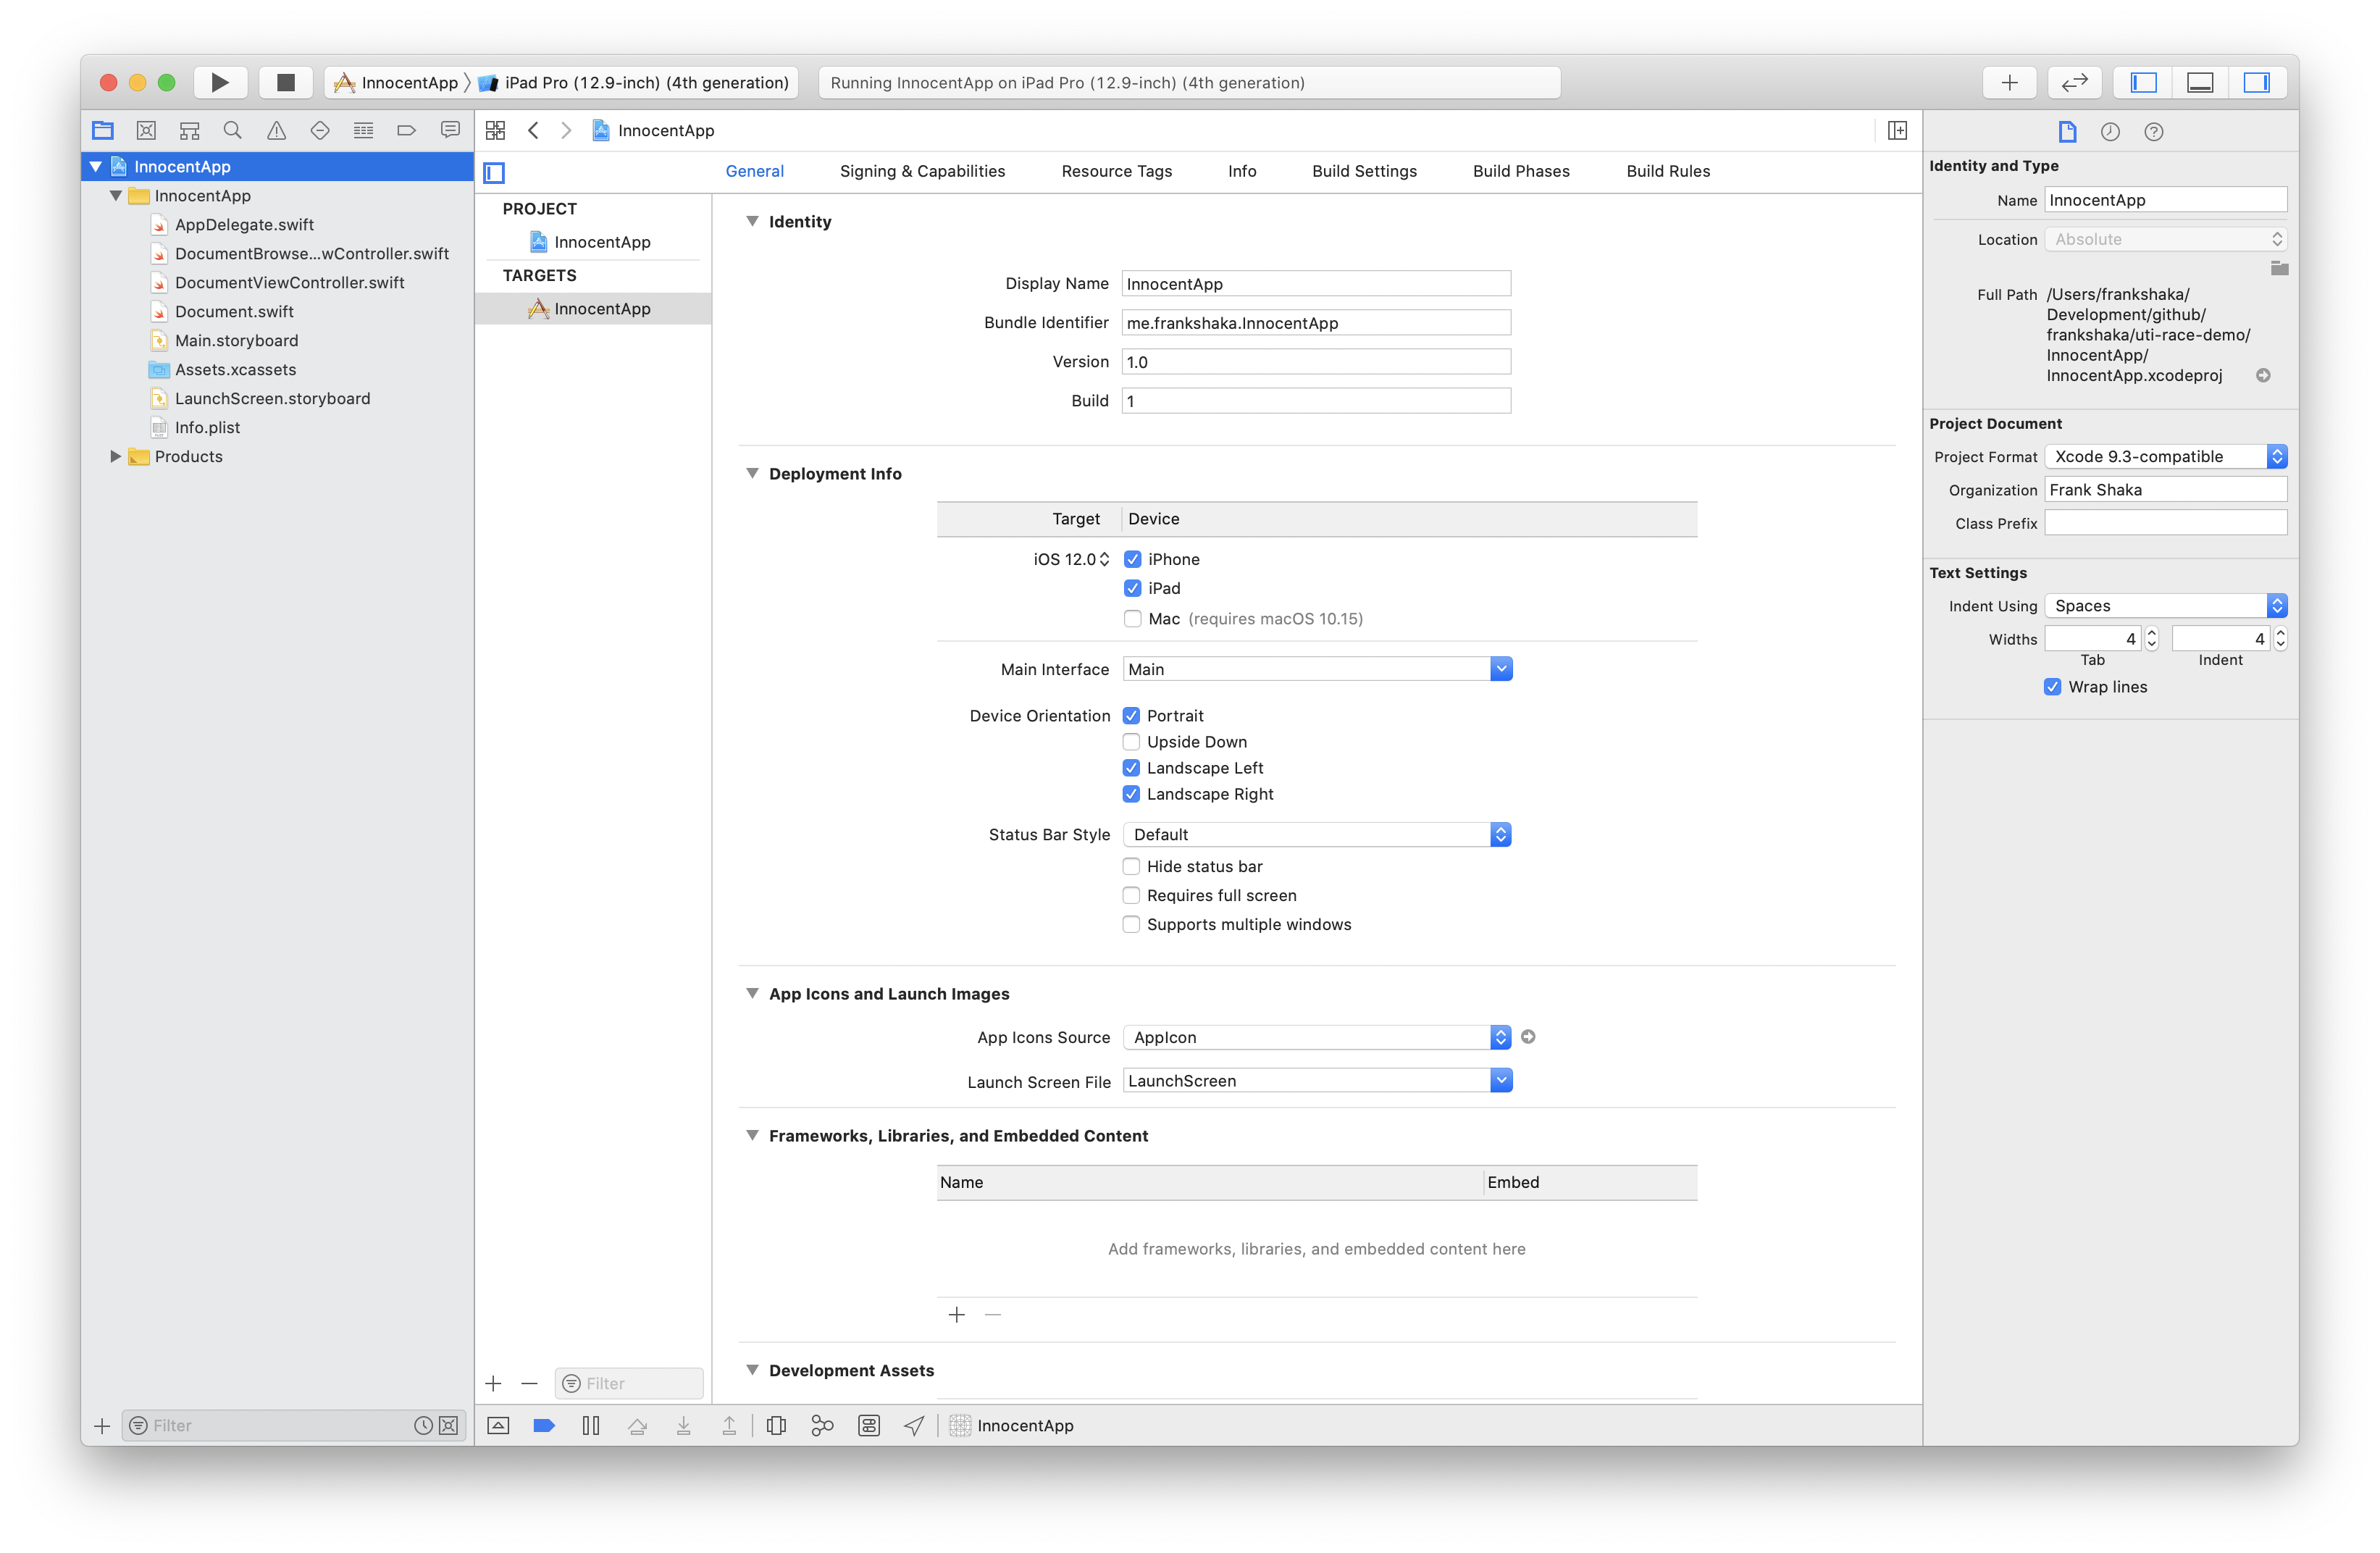 InnocentApp 〉 iPad Pro (12.9-inch) (4th generation)
Running InnocentApp on iPad Pro (12.9-inch) (4th generation)
InnocentApp
InnocentApp
AppDelegate.swift
DocumentBrowse...wController.swift
DocumentViewController.swift
Document.swift
Main.storyboard
Assets.xcassets
LaunchScreen.storyboard
Info.plist
Products
Filter
InnocentApp
General Signing & Capabilities Resource Tags Info Build Settings Build Phases Build Rules
PROJECT
InnocentApp
TARGETS
InnocentApp
Filter
Identity
Display Name InnocentApp
Bundle Identifier me.frankshaka.InnocentApp
Version 1.0
Build 1
Deployment Info
Target Device
iOS 12.0 iPhone
iPad
Mac (requires macOS 10.15)
Main Interface Main
Device Orientation Portrait
Upside Down
Landscape Left
Landscape Right
Status Bar Style Default
Hide status bar
Requires full screen
Supports multiple windows
App Icons and Launch Images
App Icons Source AppIcon
Launch Screen File LaunchScreen
Frameworks, Libraries, and Embedded Content
Name Embed
Add frameworks, libraries, and embedded content here
Development Assets
InnocentApp
Identity and Type
Name InnocentApp
Location Absolute
Full Path /Users/frankshaka/
Development/github/
frankshaka/uti-race-demo/
InnocentApp/
InnocentApp.xcodeproj
Project Document
Project Format Xcode 9.3-compatible
Organization Frank Shaka
Class Prefix
Text Settings
Indent Using Spaces
Widths 4 4
Tab Indent
Wrap lines